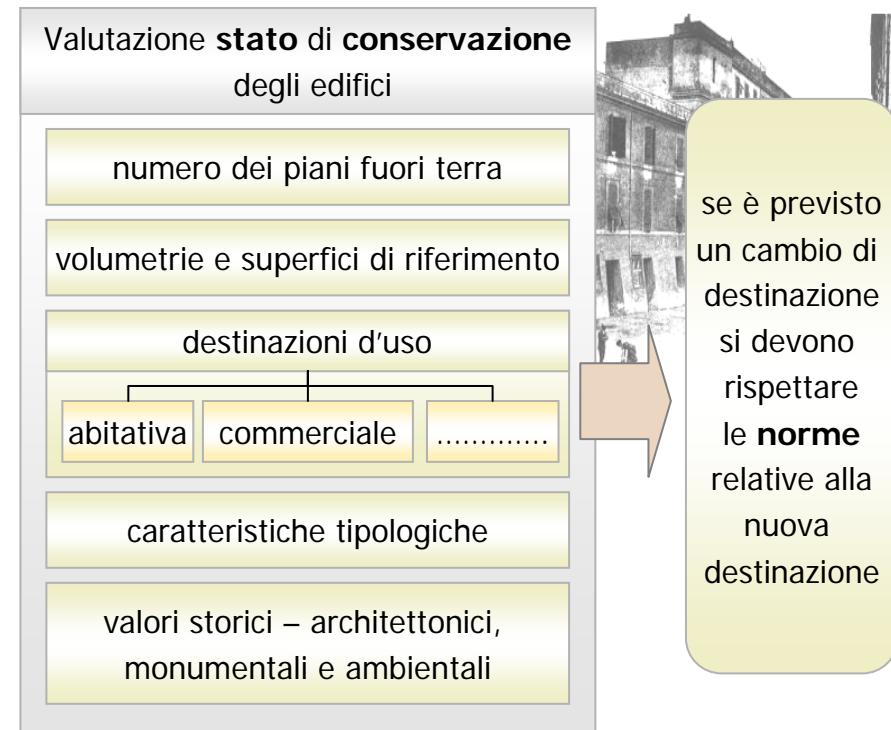 Valutazione stato di conservazione
degli edifici
numero dei piani fuori terra
volumetrie e superfici di riferimento
destinazioni d'uso
abitativa
commerciale
.............
caratteristiche tipologiche
valori storici – architettonici,
monumentali e ambientali
se è previsto
un cambio di
destinazione
si devono
rispettare
le norme
relative alla
nuova
destinazione